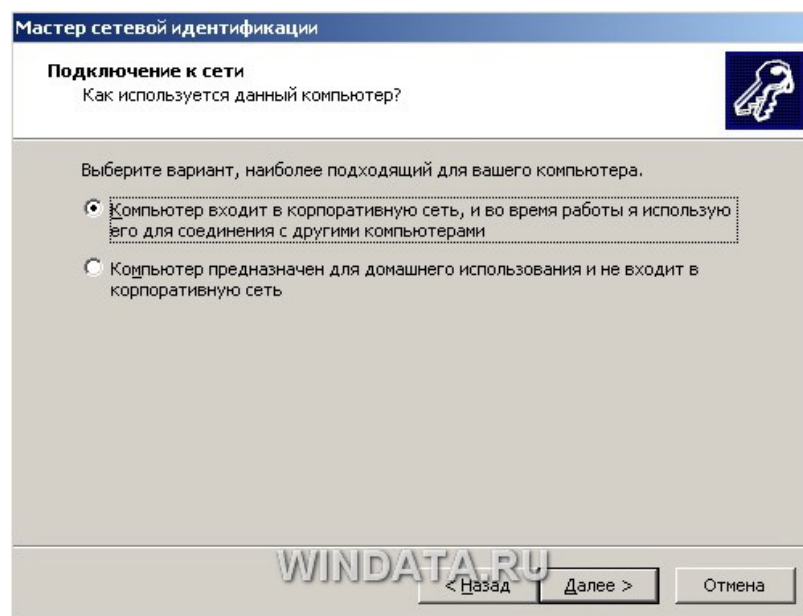 Мастер сетевой идентификации
Подключение к сети
Как используется данный компьютер?
Выберите вариант, наиболее подходящий для вашего компьютера.
Компьютер входит в корпоративную сеть, и во время работы я использую
его для соединения с другими компьютерами
Компьютер предназначен для домашнего использования и не входит в
корпоративную сеть
WINDATA.RU
< Назад
Далее >
Отмена